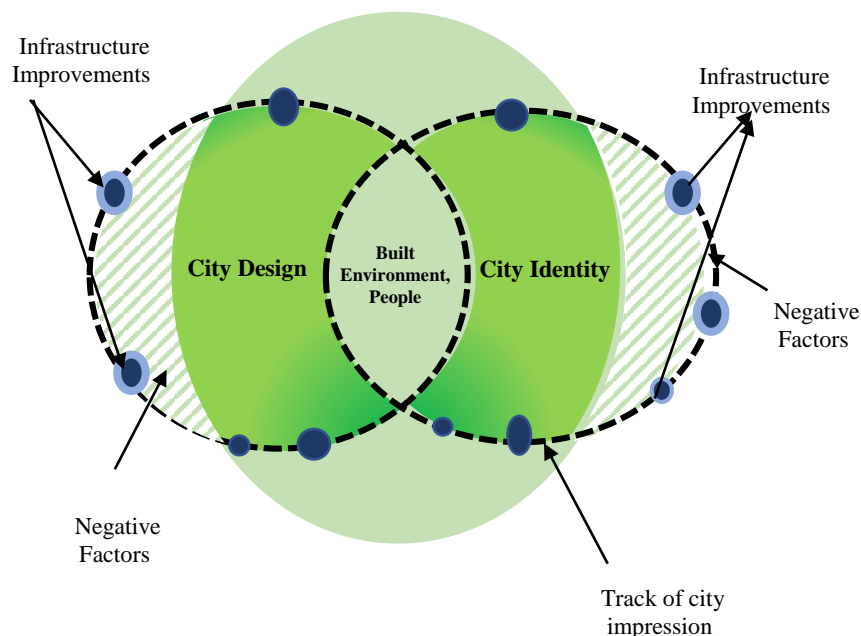 Infrastructure
Improvements
Infrastructure
Improvements
City Design
Built
Environment,
People
City Identity
Negative
Factors
Negative
Factors
Track of city
impression